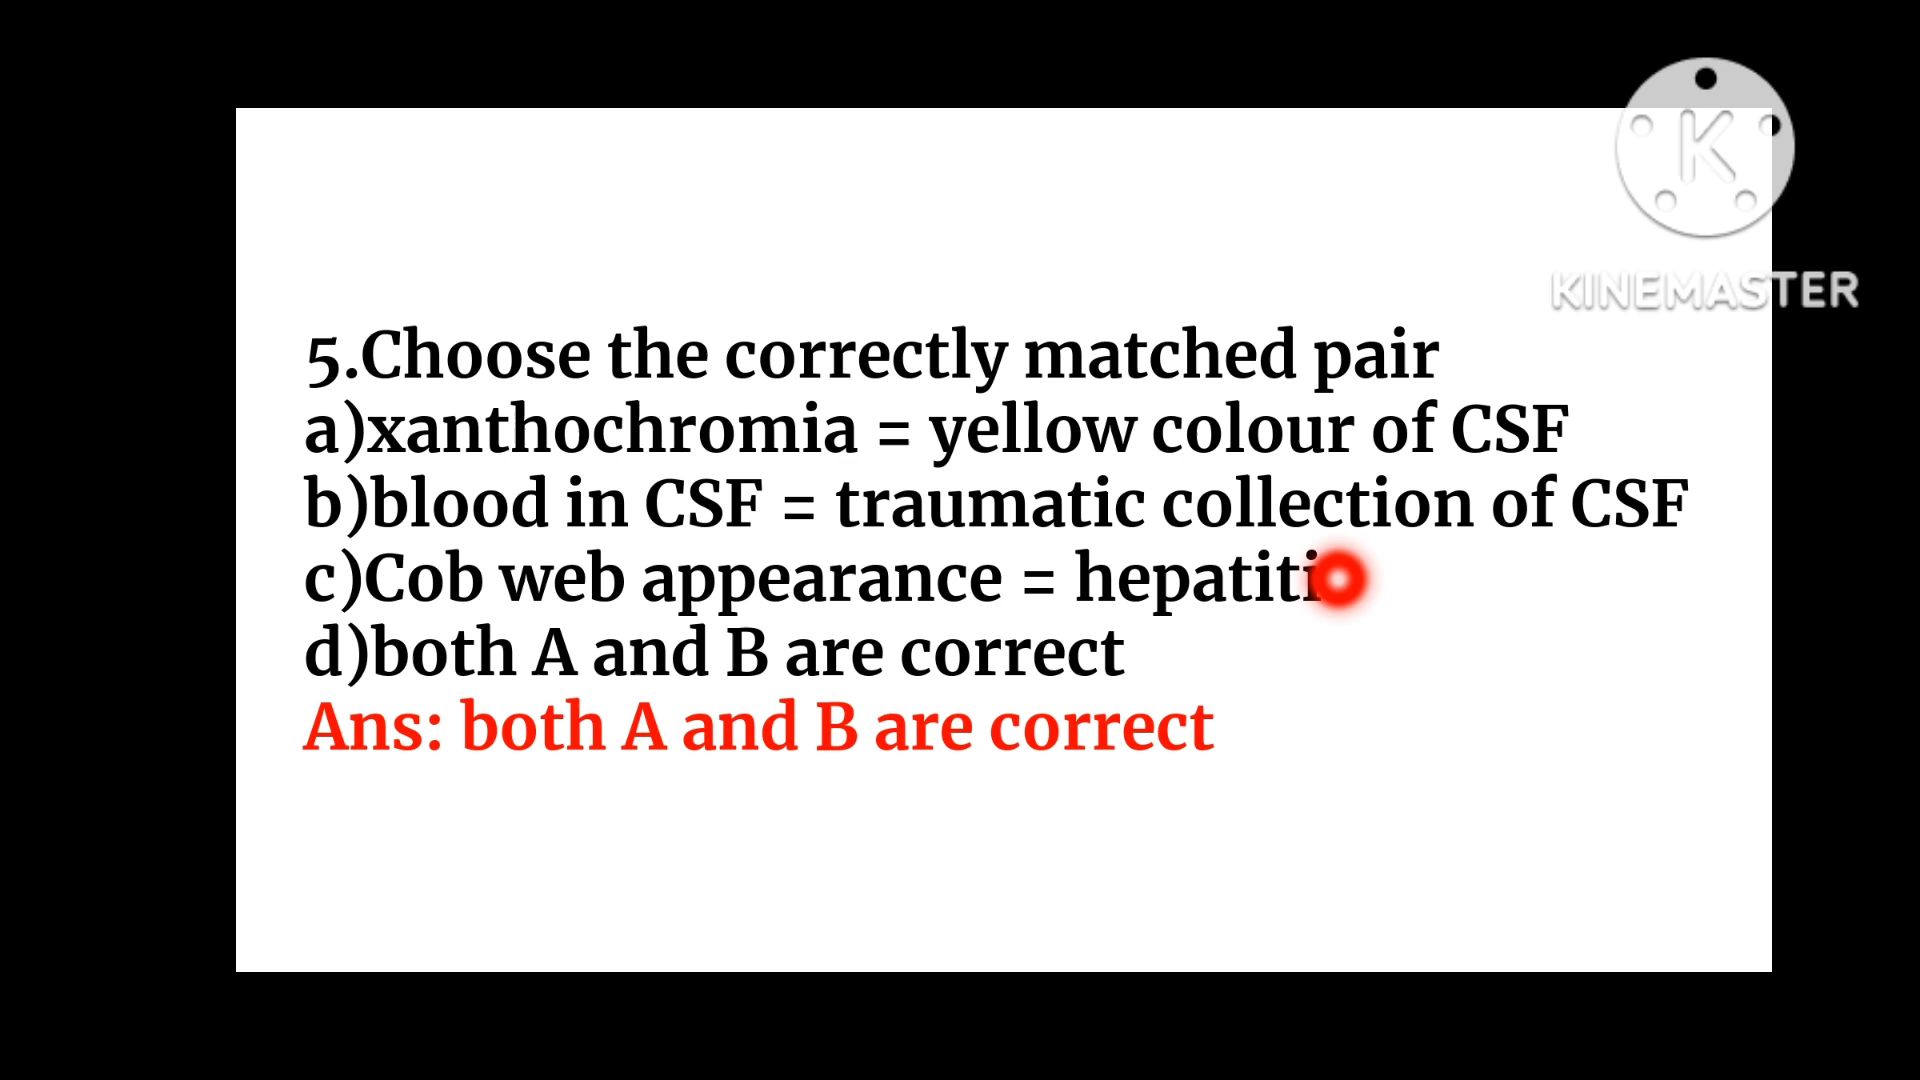 K
KINEMASTER
5.Choose the correctly matched pair
a)xanthochromia = yellow colour of CSF
b)blood in CSF = traumatic collection of CSF
c)Cob web appearance =
d)both A and B are correct
Ans: both A and B are correct